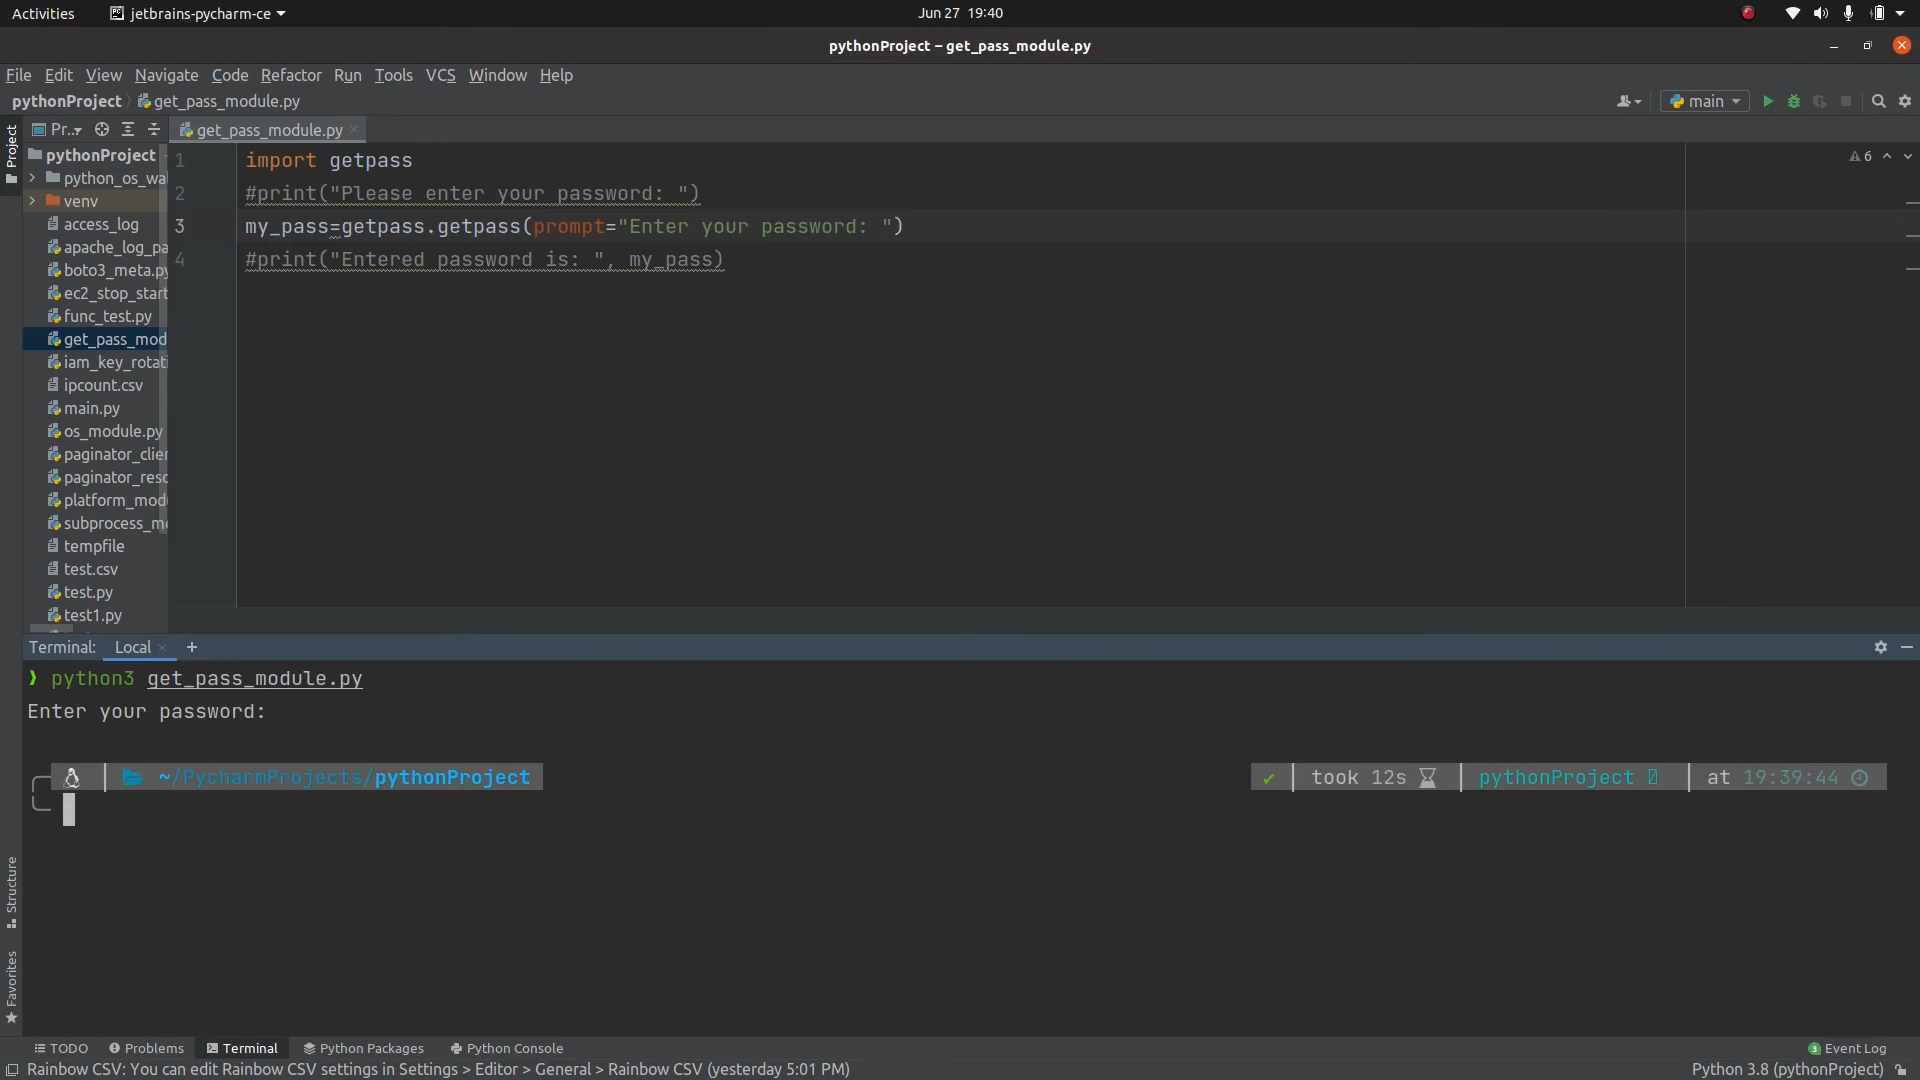 Activities jetbrains-pycharm-ce Jun 27 19:40
pythonProject – get_pass_module.py
File Edit View Navigate Code Refactor Run Tools VCS Window Help
pythonProject get_pass_module.py main
Project
Pr... get_pass_module.py
pythonProject
python_os_wa
venv
access_log
apache_log_pa
boto3_meta.py
ec2_stop_start
func_test.py
get_pass_mod
iam_key_rotati
ipcount.csv
main.py
os_module.py
paginator_clien
paginator_reso
platform_modu
subprocess_mo
tempfile
test.csv
test.py
test1.py
1 import getpass
2 #print("Please enter your password: ")
3 my_pass=getpass.getpass(prompt="Enter your password: ")
4 #print("Entered password is: ", my_pass)
6
Terminal: Local +
❯ python3 get_pass_module.py
Enter your password:
~/PycharmProjects/pythonProject ✔ took 12s pythonProject at 19:39:44
Structure
Favorites
TODO Problems Terminal Python Packages Python Console 3 Event Log
Rainbow CSV: You can edit Rainbow CSV settings in Settings > Editor > General > Rainbow CSV (yesterday 5:01 PM) Python 3.8 (pythonProject)